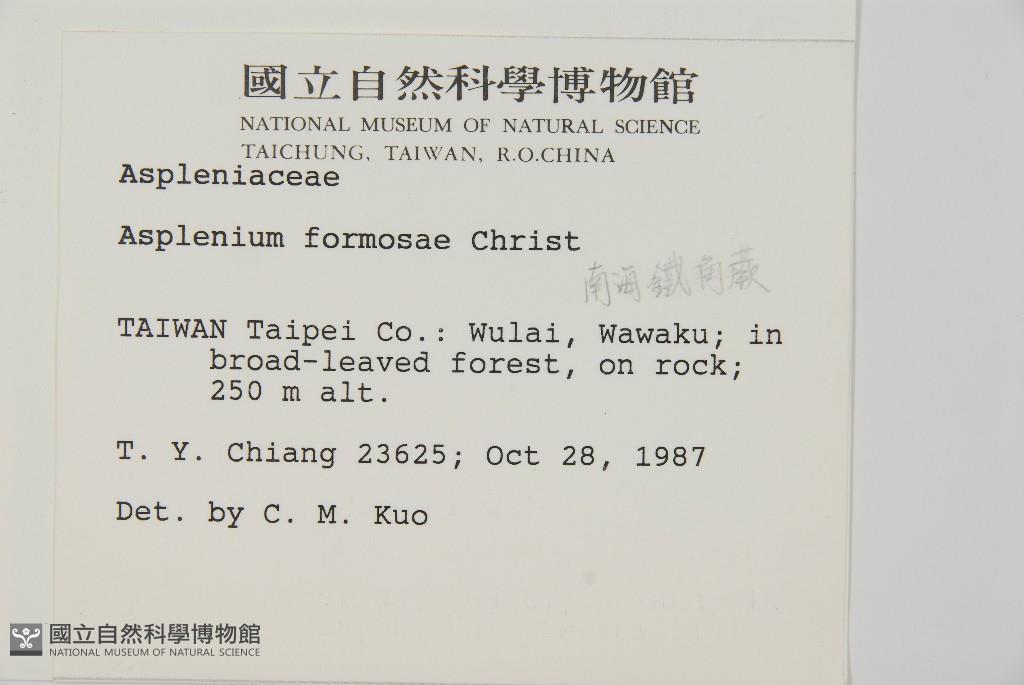 國立自然科學博物館
NATIONAL MUSEUM OF NATURAL SCIENCE
TAICHUNG, TAIWAN, R.O.CHINA
Aspleniaceae
Asplenium formosae Christ
南海鐵角蕨
TAIWAN Taipei Co.: Wulai, Wawaku; in
broad-leaved forest, on rock;
250 m alt.
T. Y. Chiang 23625; Oct 28, 1987
Det. by C. M. Kuo
國立自然科學博物館
NATIONAL MUSEUM OF NATURAL SCIENCE